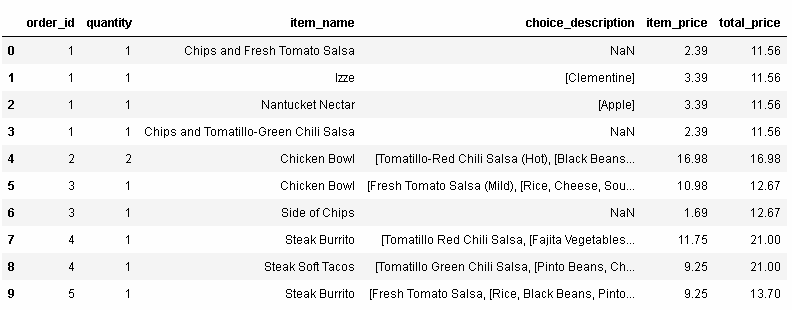 order_id quantity item_name choice_description item_price total_price
0 1 1 Chips and Fresh Tomato Salsa NaN 2.39 11.56
1 1 1 Izze [Clementine] 3.39 11.56
2 1 1 Nantucket Nectar [Apple] 3.39 11.56
3 1 1 Chips and Tomatillo-Green Chili Salsa NaN 2.39 11.56
4 2 2 Chicken Bowl [Tomatillo-Red Chili Salsa (Hot), [Black Beans... 16.98 16.98
5 3 1 Chicken Bowl [Fresh Tomato Salsa (Mild), [Rice, Cheese, Sou... 10.98 12.67
6 3 1 Side of Chips NaN 1.69 12.67
7 4 1 Steak Burrito [Tomatillo Red Chili Salsa, [Fajita Vegetables... 11.75 21.00
8 4 1 Steak Soft Tacos [Tomatillo Green Chili Salsa, [Pinto Beans, Ch... 9.25 21.00
9 5 1 Steak Burrito [Fresh Tomato Salsa, [Rice, Black Beans, Pinto... 9.25 13.70